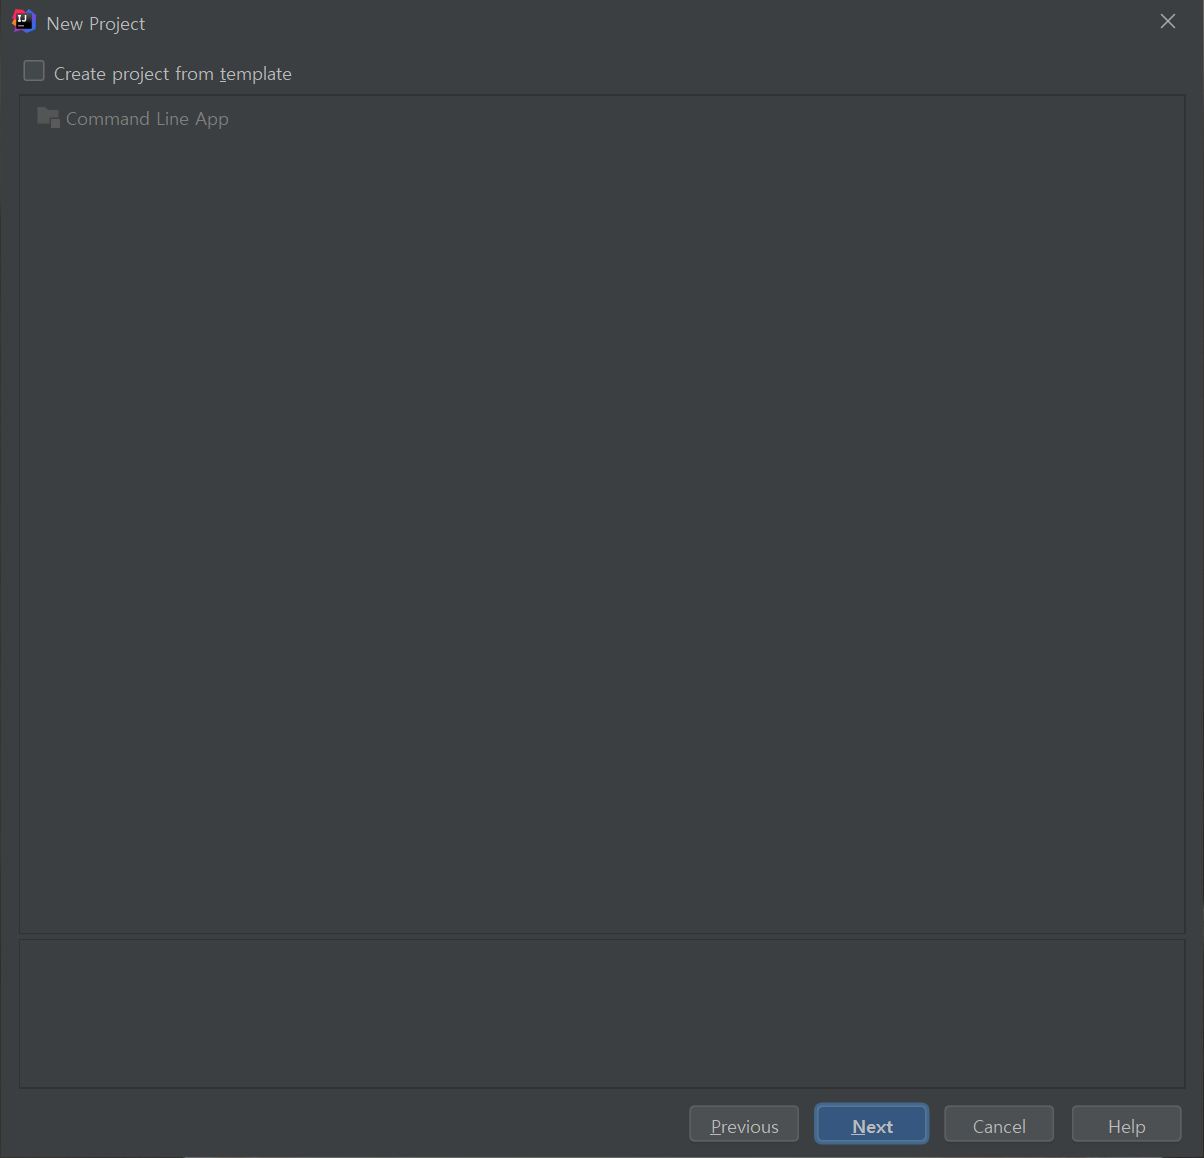 New Project
Create project from template
Command Line App
Previous Next Cancel Help